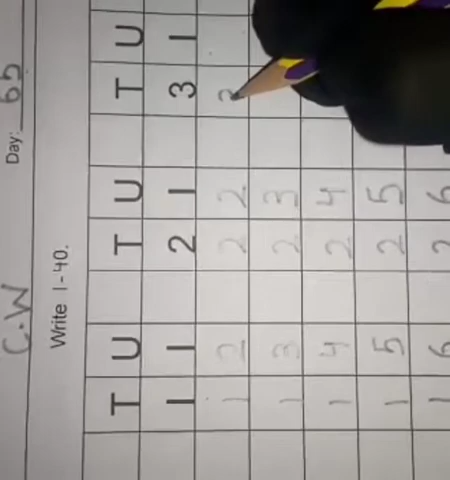 C.W Day: 65
Write 1-40.
T U T U T U
1 1 2 1 3 1
1 2 2 2 3
1 3 2 3
1 4 2 4
1 5 2 5
1 6 2 6